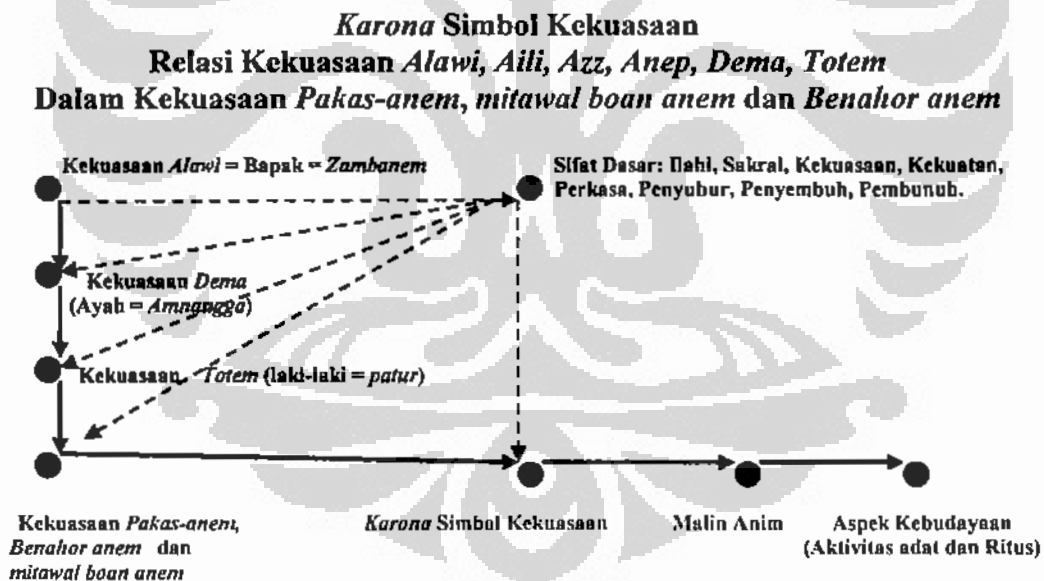 Karona Simbol Kekuasaan
Relasi Kekuasaan Alawi, Aili, Azz, Anep, Dema, Totem
Dalam Kekuasaan Pakas-anem, mitawal boan anem dan Benahor anem
Kekuasaan Alawi = Bapak = Zambanem
Sifat Dasar: Ilahi, Sakral, Kekuasaan, Kekuatan,
Perkasa, Penyubur, Penyembuh, Pembunuh.
Kekuasaan Dema
(Ayah = Amnanggā)
Kekuasaan Totem (laki-laki = patur)
Kekuasaan Pakas-anem,
Benahor anem dan
mitawal boan anem
Karona Simbol Kekuasaan
Malin Anim
Aspek Kebudayaan
(Aktivitas adat dan Ritus)